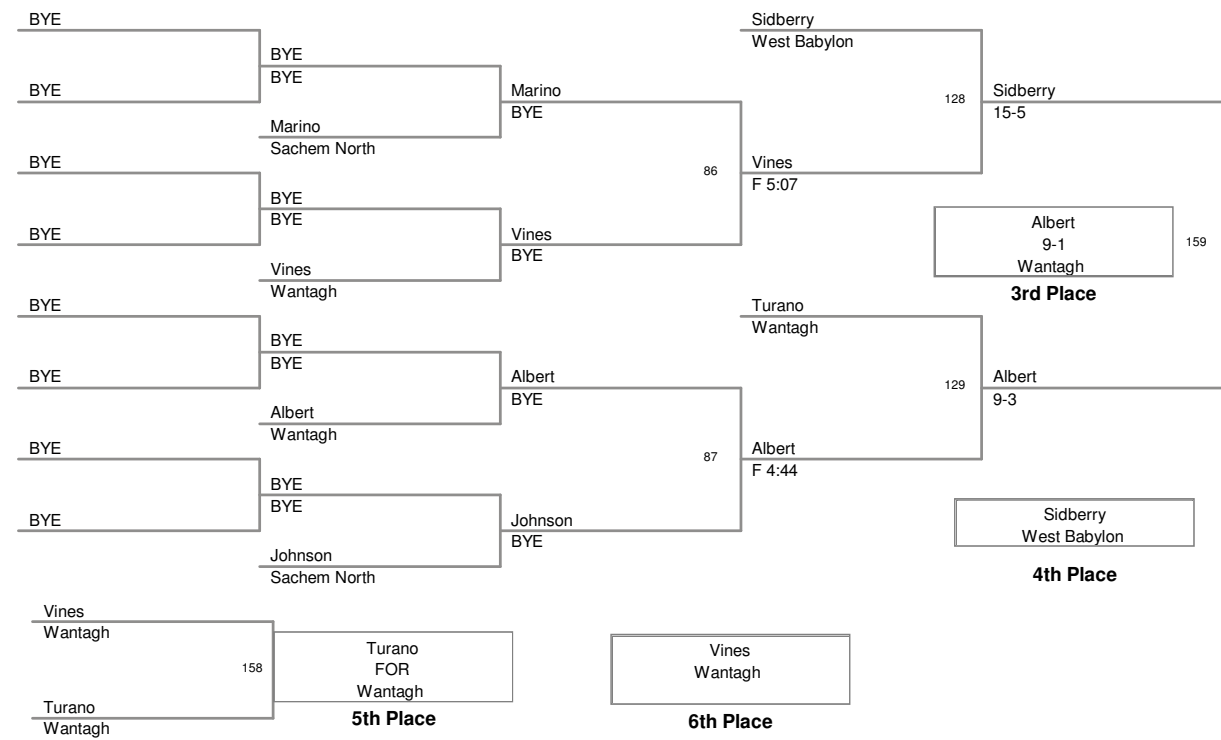 BYE
Sidberry
West Babylon
BYE
BYE
BYE
Marino
BYE
128
Sidberry
15-5
Marino
Sachem North
BYE
86
Vines
F 5:07
BYE
BYE
BYE
Vines
BYE
Albert
9-1
Wantagh
159
3rd Place
Vines
Wantagh
BYE
Turano
Wantagh
BYE
BYE
BYE
Albert
BYE
129
Albert
9-3
Albert
Wantagh
BYE
87
Albert
F 4:44
BYE
BYE
BYE
Johnson
BYE
Sidberry
West Babylon
4th Place
Johnson
Sachem North
Vines
Wantagh
158
Turano
FOR
Wantagh
5th Place
Vines
Wantagh
6th Place
Turano
Wantagh